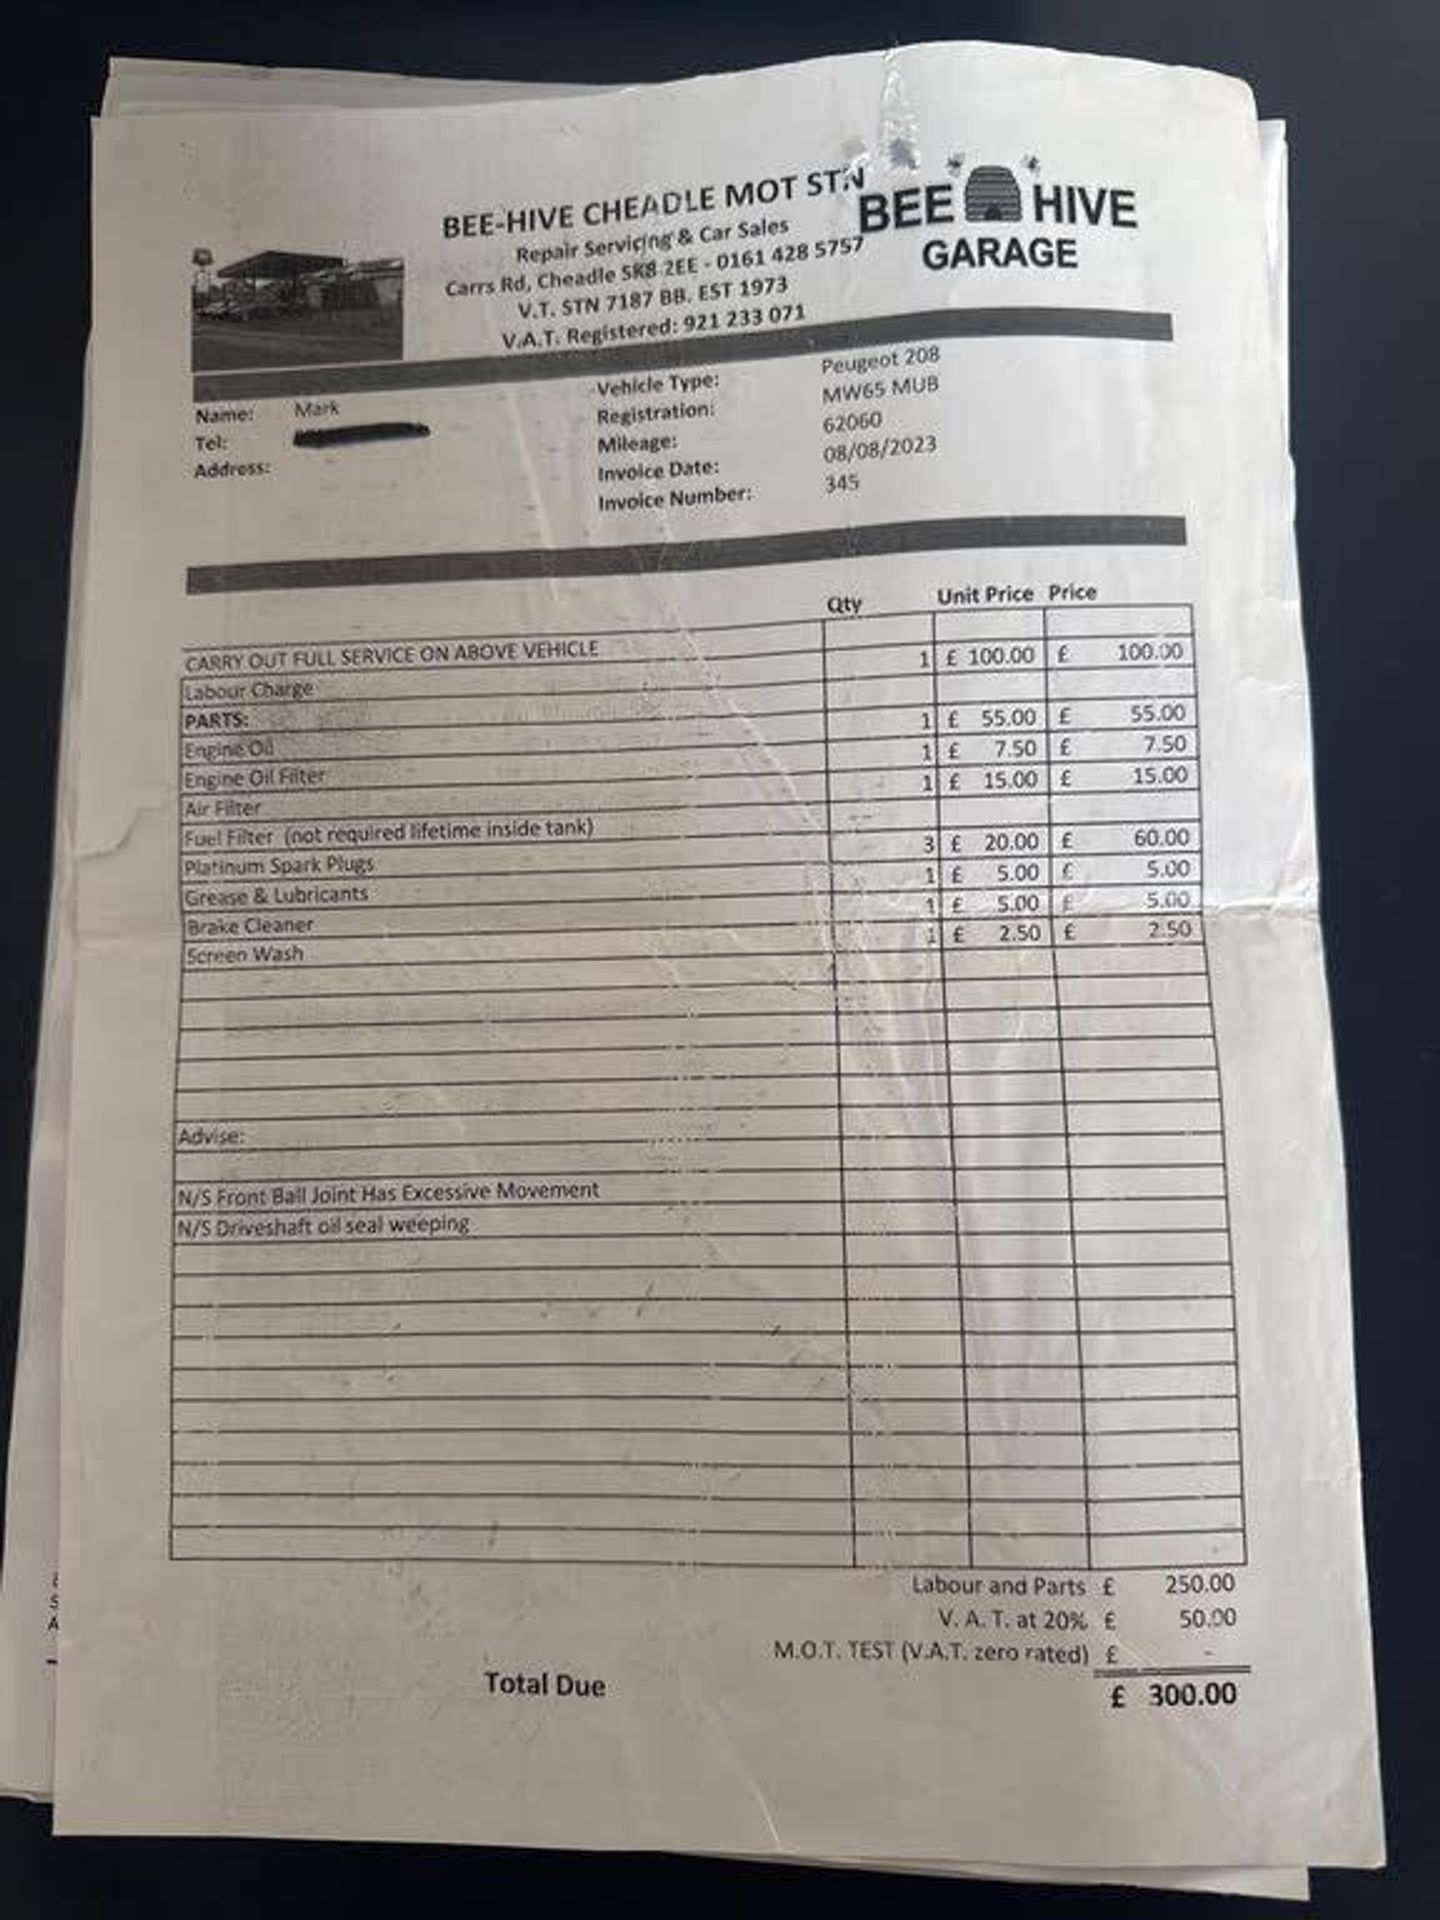 BEE-HIVE CHEADLE MOT STN
Repair Servicing & Car Sales
Carrs Rd, Cheadle SK8 2EE - 0161 428 5757
V.T. STN 7187 BB. EST 1973
V.A.T. Registered: 921 233 071
BEE HIVE
GARAGE
Name: Mark
Tel:
Address:
Vehicle Type: Peugeot 208
Registration: MW65 MUB
Mileage: 62060
Invoice Date: 08/08/2023
Invoice Number: 345
Qty Unit Price Price
CARRY OUT FULL SERVICE ON ABOVE VEHICLE
Labour Charge 1 £ 100.00 £ 100.00
PARTS:
Engine Oil 1 £ 55.00 £ 55.00
Engine Oil Filter 1 £ 7.50 £ 7.50
Air Filter 1 £ 15.00 £ 15.00
Fuel Filter (not required lifetime inside tank)
Platinum Spark Plugs 3 £ 20.00 £ 60.00
Grease & Lubricants 1 £ 5.00 £ 5.00
Brake Cleaner 1 £ 5.00 £ 5.00
Screen Wash 1 £ 2.50 £ 2.50
Advise:
N/S Front Ball Joint Has Excessive Movement
N/S Driveshaft oil seal weeping
Labour and Parts £ 250.00
V. A. T. at 20% £ 50.00
M.O.T. TEST (V.A.T. zero rated) £ -
Total Due £ 300.00